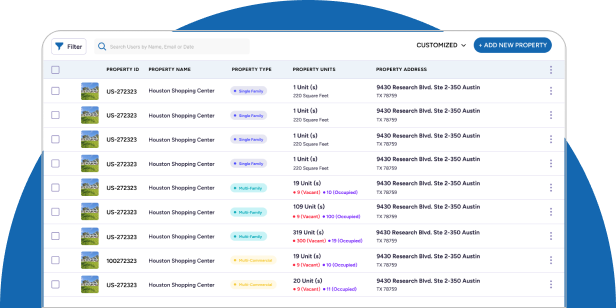 Filter
Search Users by Name, Email or Date
CUSTOMIZED
+ ADD NEW PROPERTY
PROPERTY ID PROPERTY NAME PROPERTY TYPE PROPERTY UNITS PROPERTY ADDRESS
US-272323 Houston Shopping Center Single Family 1 Unit (s) 9430 Research Blvd. Ste 2-350 Austin
220 Square Feet TX 78759
US-272323 Houston Shopping Center Single Family 1 Unit (s) 9430 Research Blvd. Ste 2-350 Austin
220 Square Feet TX 78759
US-272323 Houston Shopping Center Single Family 1 Unit (s) 9430 Research Blvd. Ste 2-350 Austin
220 Square Feet TX 78759
US-272323 Houston Shopping Center Single Family 1 Unit (s) 9430 Research Blvd. Ste 2-350 Austin
220 Square Feet TX 78759
US-272323 Houston Shopping Center Multi-Family 19 Unit (s) 9430 Research Blvd. Ste 2-350 Austin
9 (Vacant) 10 (Occupied) TX 78759
US-272323 Houston Shopping Center Multi-Family 109 Unit (s) 9430 Research Blvd. Ste 2-350 Austin
9 (Vacant) 100 (Occupied) TX 78759
US-272323 Houston Shopping Center Multi-Family 319 Unit (s) 9430 Research Blvd. Ste 2-350 Austin
300 (Vacant) 19 (Occupied) TX 78759
100272323 Houston Shopping Center Multi-Commercial 19 Unit (s) 9430 Research Blvd. Ste 2-350 Austin
9 (Vacant) 10 (Occupied) TX 78759
US-272323 Houston Shopping Center Multi-Commercial 20 Unit (s) 9430 Research Blvd. Ste 2-350 Austin
9 (Vacant) 11 (Occupied) TX 78759